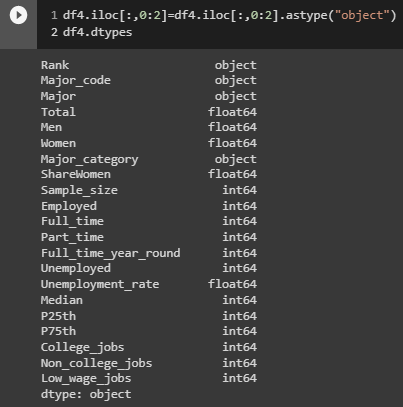 1 df4.iloc[:,0:2]=df4.iloc[:,0:2].astype("object")
2 df4.dtypes
Rank object
Major_code object
Major object
Total float64
Men float64
Women float64
Major_category object
ShareWomen float64
Sample_size int64
Employed int64
Full_time int64
Part_time int64
Full_time_year_round int64
Unemployed int64
Unemployment_rate float64
Median int64
P25th int64
P75th int64
College_jobs int64
Non_college_jobs int64
Low_wage_jobs int64
dtype: object